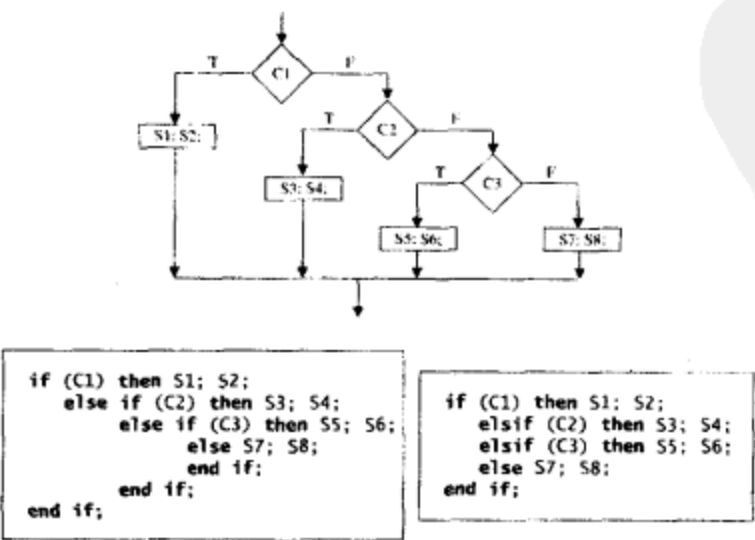 C1
T
F
S1; S2;
C2
T
F
S3; S4;
C3
T
F
S5; S6;
S7; S8;
if (C1) then S1; S2;
else if (C2) then S3; S4;
else if (C3) then S5; S6;
else S7; S8;
end if;
end if;
end if;
if (C1) then S1; S2;
elsif (C2) then S3; S4;
elsif (C3) then S5; S6;
else S7; S8;
end if;